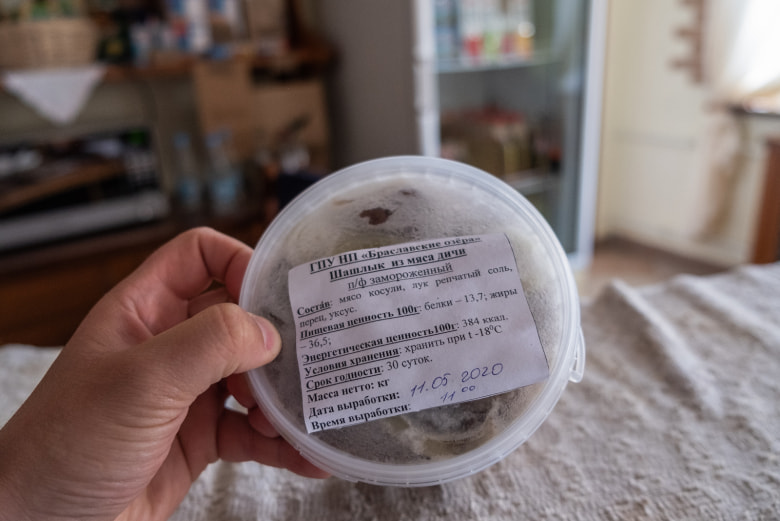 ГПУ НП «Браславские озёра»
Шашлык из мяса дичи
п/ф замороженный
Состав: мясо косули, лук репчатый соль,
перец, уксус.
Пищевая ценность, 100г: белки – 13,7; жиры
– 36,5;
Энергетическая ценность100г: 384 ккал.
Условия хранения: хранить при t -18⁰С
Срок годности: 30 суток.
Масса нетто: кг
Дата выработки: 11.05.2020
Время выработки: 11⁰⁰